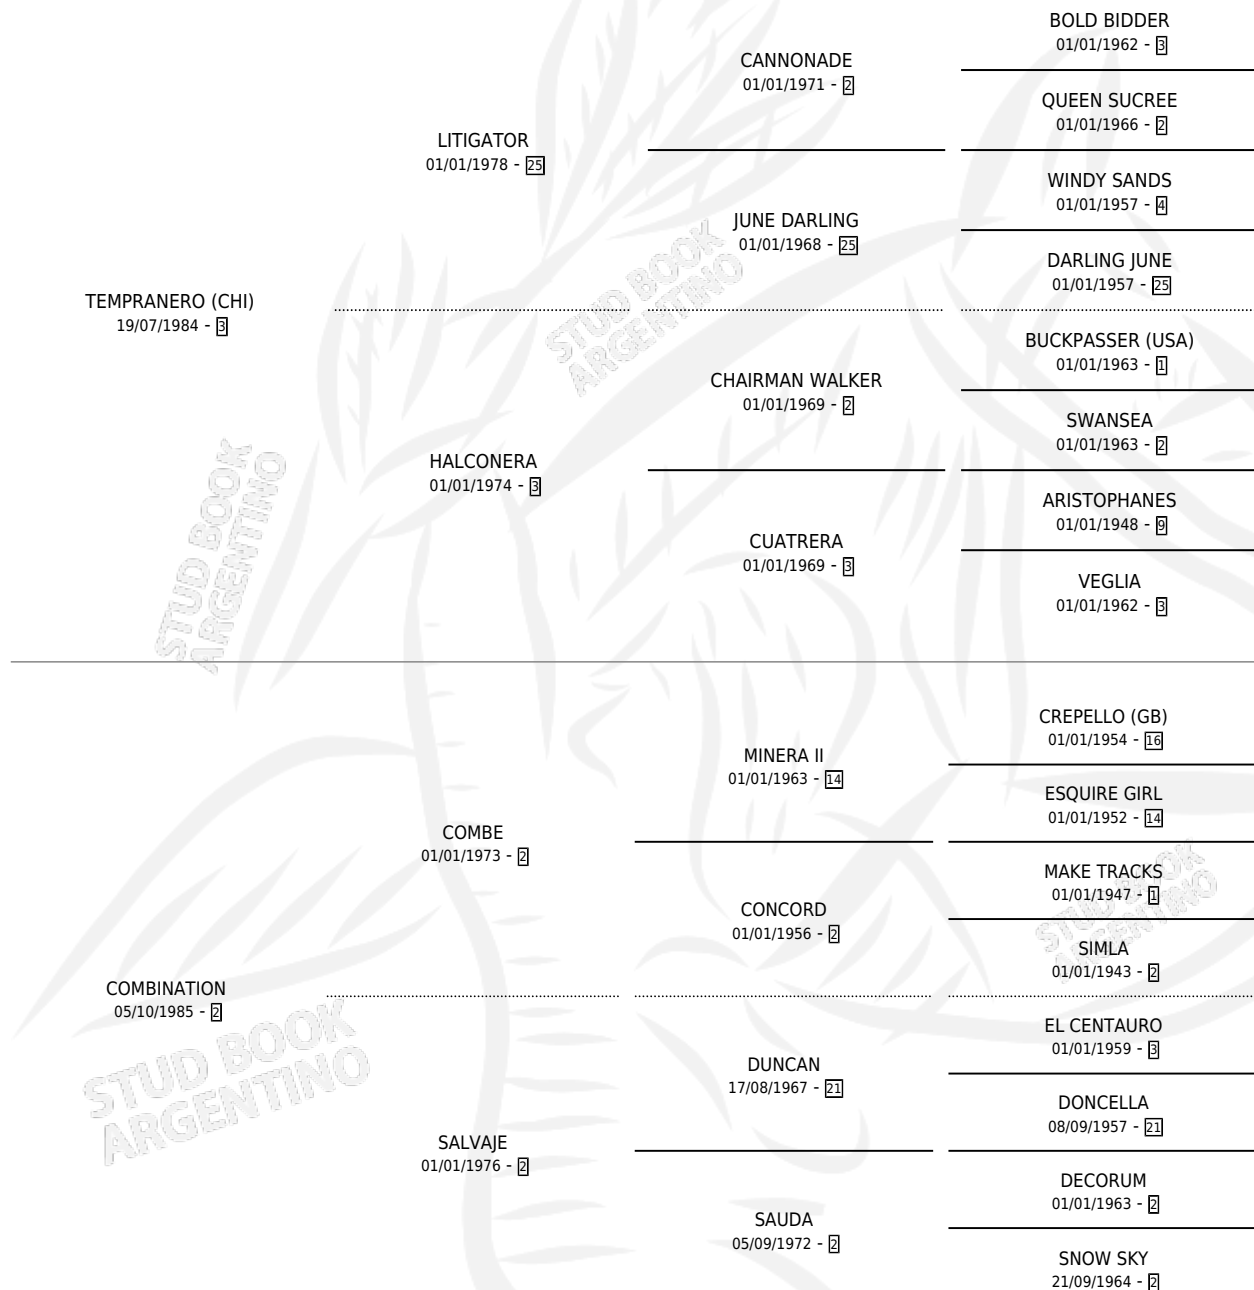 BOLD BIDDER
01/01/1962 - 3
CANNONADE
01/01/1971 - 2
QUEEN SUCREE
01/01/1966 - 2
LITIGATOR
01/01/1978 - 25
WINDY SANDS
01/01/1957 - 4
JUNE DARLING
01/01/1968 - 25
DARLING JUNE
01/01/1957 - 25
TEMPRANERO (CHI)
19/07/1984 - 3
STUD BOOK
ARGENTINO
BUCKPASSER (USA)
01/01/1963 - 1
CHAIRMAN WALKER
01/01/1969 - 2
SWANSEA
01/01/1963 - 2
HALCONERA
01/01/1974 - 3
ARISTOPHANES
01/01/1948 - 9
CUATRERA
01/01/1969 - 3
VEGLIA
01/01/1962 - 3
STUD BOOK
ARGENTINO
CREPELLO (GB)
01/01/1954 - 16
MINERA II
01/01/1963 - 14
ESQUIRE GIRL
01/01/1952 - 14
COMBE
01/01/1973 - 2
MAKE TRACKS
01/01/1947 - 1
CONCORD
01/01/1956 - 2
STUD BOOK
ARGENTINO
SIMLA
01/01/1943 - 2
COMBINATION
05/10/1985 - 2
EL CENTAURO
01/01/1959 - 3
DUNCAN
17/08/1967 - 21
DONCELLA
08/09/1957 - 21
STUD BOOK
ARGENTINO
SALVAJE
01/01/1976 - 2
DECORUM
01/01/1963 - 2
SAUDA
05/09/1972 - 2
SNOW SKY
21/09/1964 - 2